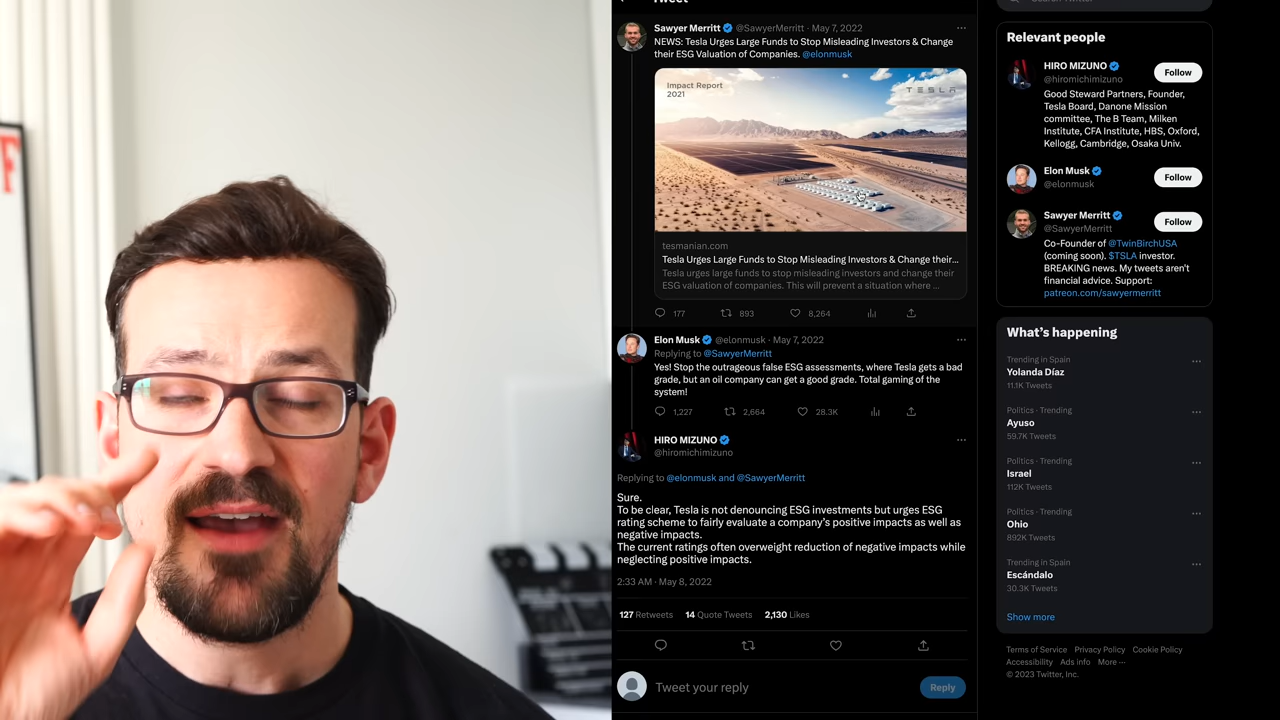 Tweet
Sawyer Merritt @SawyerMerritt · May 7, 2022
NEWS: Tesla Urges Large Funds to Stop Misleading Investors & Change
their ESG Valuation of Companies. @elonmusk
Impact Report
2021
TESLA
tesmanian.com
Tesla Urges Large Funds to Stop Misleading Investors & Change their...
Tesla urges large funds to stop misleading investors and change their
ESG valuation of companies. This will prevent a situation where ...
177 893 8,264
Elon Musk @elonmusk · May 7, 2022
Replying to @SawyerMerritt
Yes! Stop the outrageous false ESG assessments, where Tesla gets a bad
grade, but an oil company can get a good grade. Total gaming of the
system!
1,227 2,664 28.3K
HIRO MIZUNO
@hiromichimizuno
Replying to @elonmusk and @SawyerMerritt
Sure.
To be clear, Tesla is not denouncing ESG investments but urges ESG
rating scheme to fairly evaluate a company's positive impacts as well as
negative impacts.
The current ratings often overweight reduction of negative impacts while
neglecting positive impacts.
2:33 AM · May 8, 2022
127 Retweets 14 Quote Tweets 2,130 Likes
Tweet your reply
Reply
Search Twitter
Relevant people
HIRO MIZUNO
@hiromichimizuno
Follow
Good Steward Partners, Founder,
Tesla Board, Danone Mission
committee, The B Team, Milken
Institute, CFA Institute, HBS, Oxford,
Kellogg, Cambridge, Osaka Univ.
Elon Musk
@elonmusk
Follow
Sawyer Merritt
@SawyerMerritt
Follow
Co-Founder of @TwinBirchUSA
(coming soon). $TSLA investor.
BREAKING news. My tweets aren't
financial advice. Support:
patreon.com/sawyermerritt
What's happening
Trending in Spain
Yolanda Díaz
11.1K Tweets
Politics · Trending
Ayuso
59.7K Tweets
Politics · Trending
Israel
112K Tweets
Politics · Trending
Ohio
892K Tweets
Trending in Spain
Escándalo
30.3K Tweets
Show more
Terms of Service Privacy Policy Cookie Policy
Accessibility Ads info More ···
© 2023 Twitter, Inc.